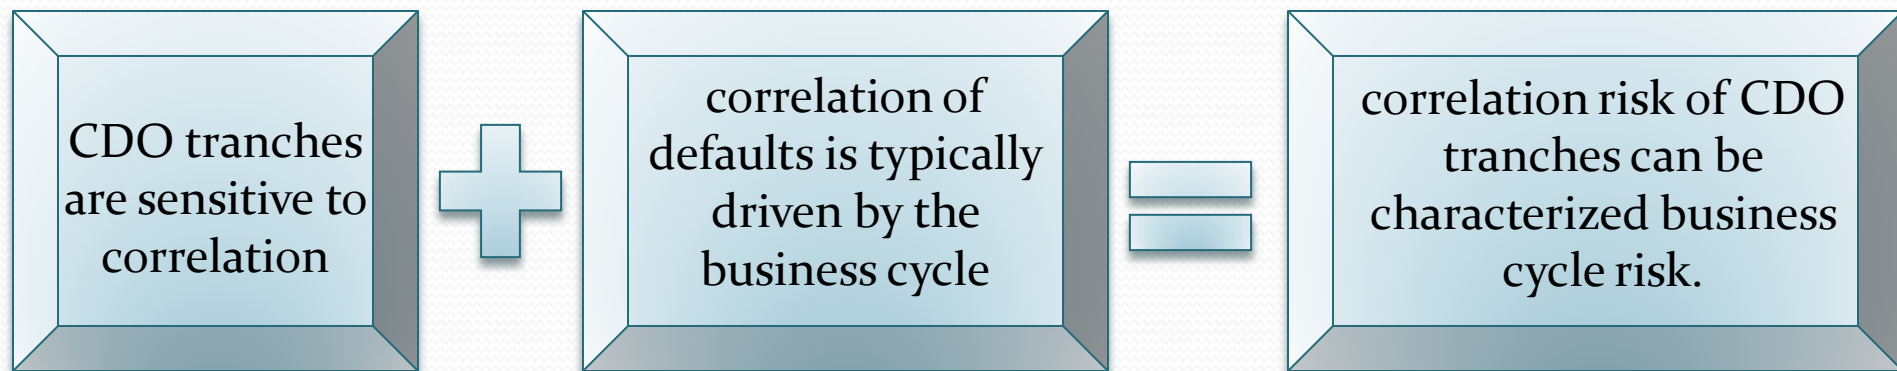 CDO tranches
are sensitive to
correlation
correlation of
defaults is typically
driven by the
business cycle
correlation risk of CDO
tranches can be
characterized business
cycle risk.